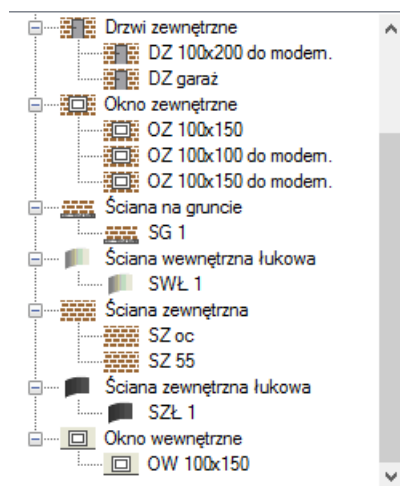 Drzwi zewnętrzne
DZ 100x200 do modern.
DZ garaż
Okno zewnętrzne
OZ 100x150
OZ 100x100 do modern.
OZ 100x150 do modern.
Ściana na gruncie
SG 1
Ściana wewnętrzna łukowa
SWŁ 1
Ściana zewnętrzna
SZ oc
SZ 55
Ściana zewnętrzna łukowa
SZŁ 1
Okno wewnętrzne
OW 100x150